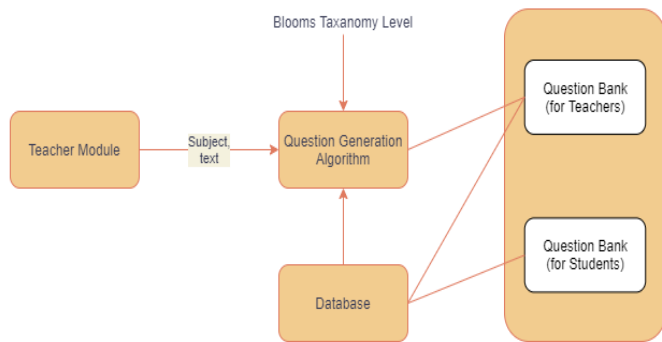 Blooms Taxanomy Level
Question Bank
(for Teachers)
Teacher Module
Subject,
text
Question Generation
Algorithm
Question Bank
(for Students)
Database